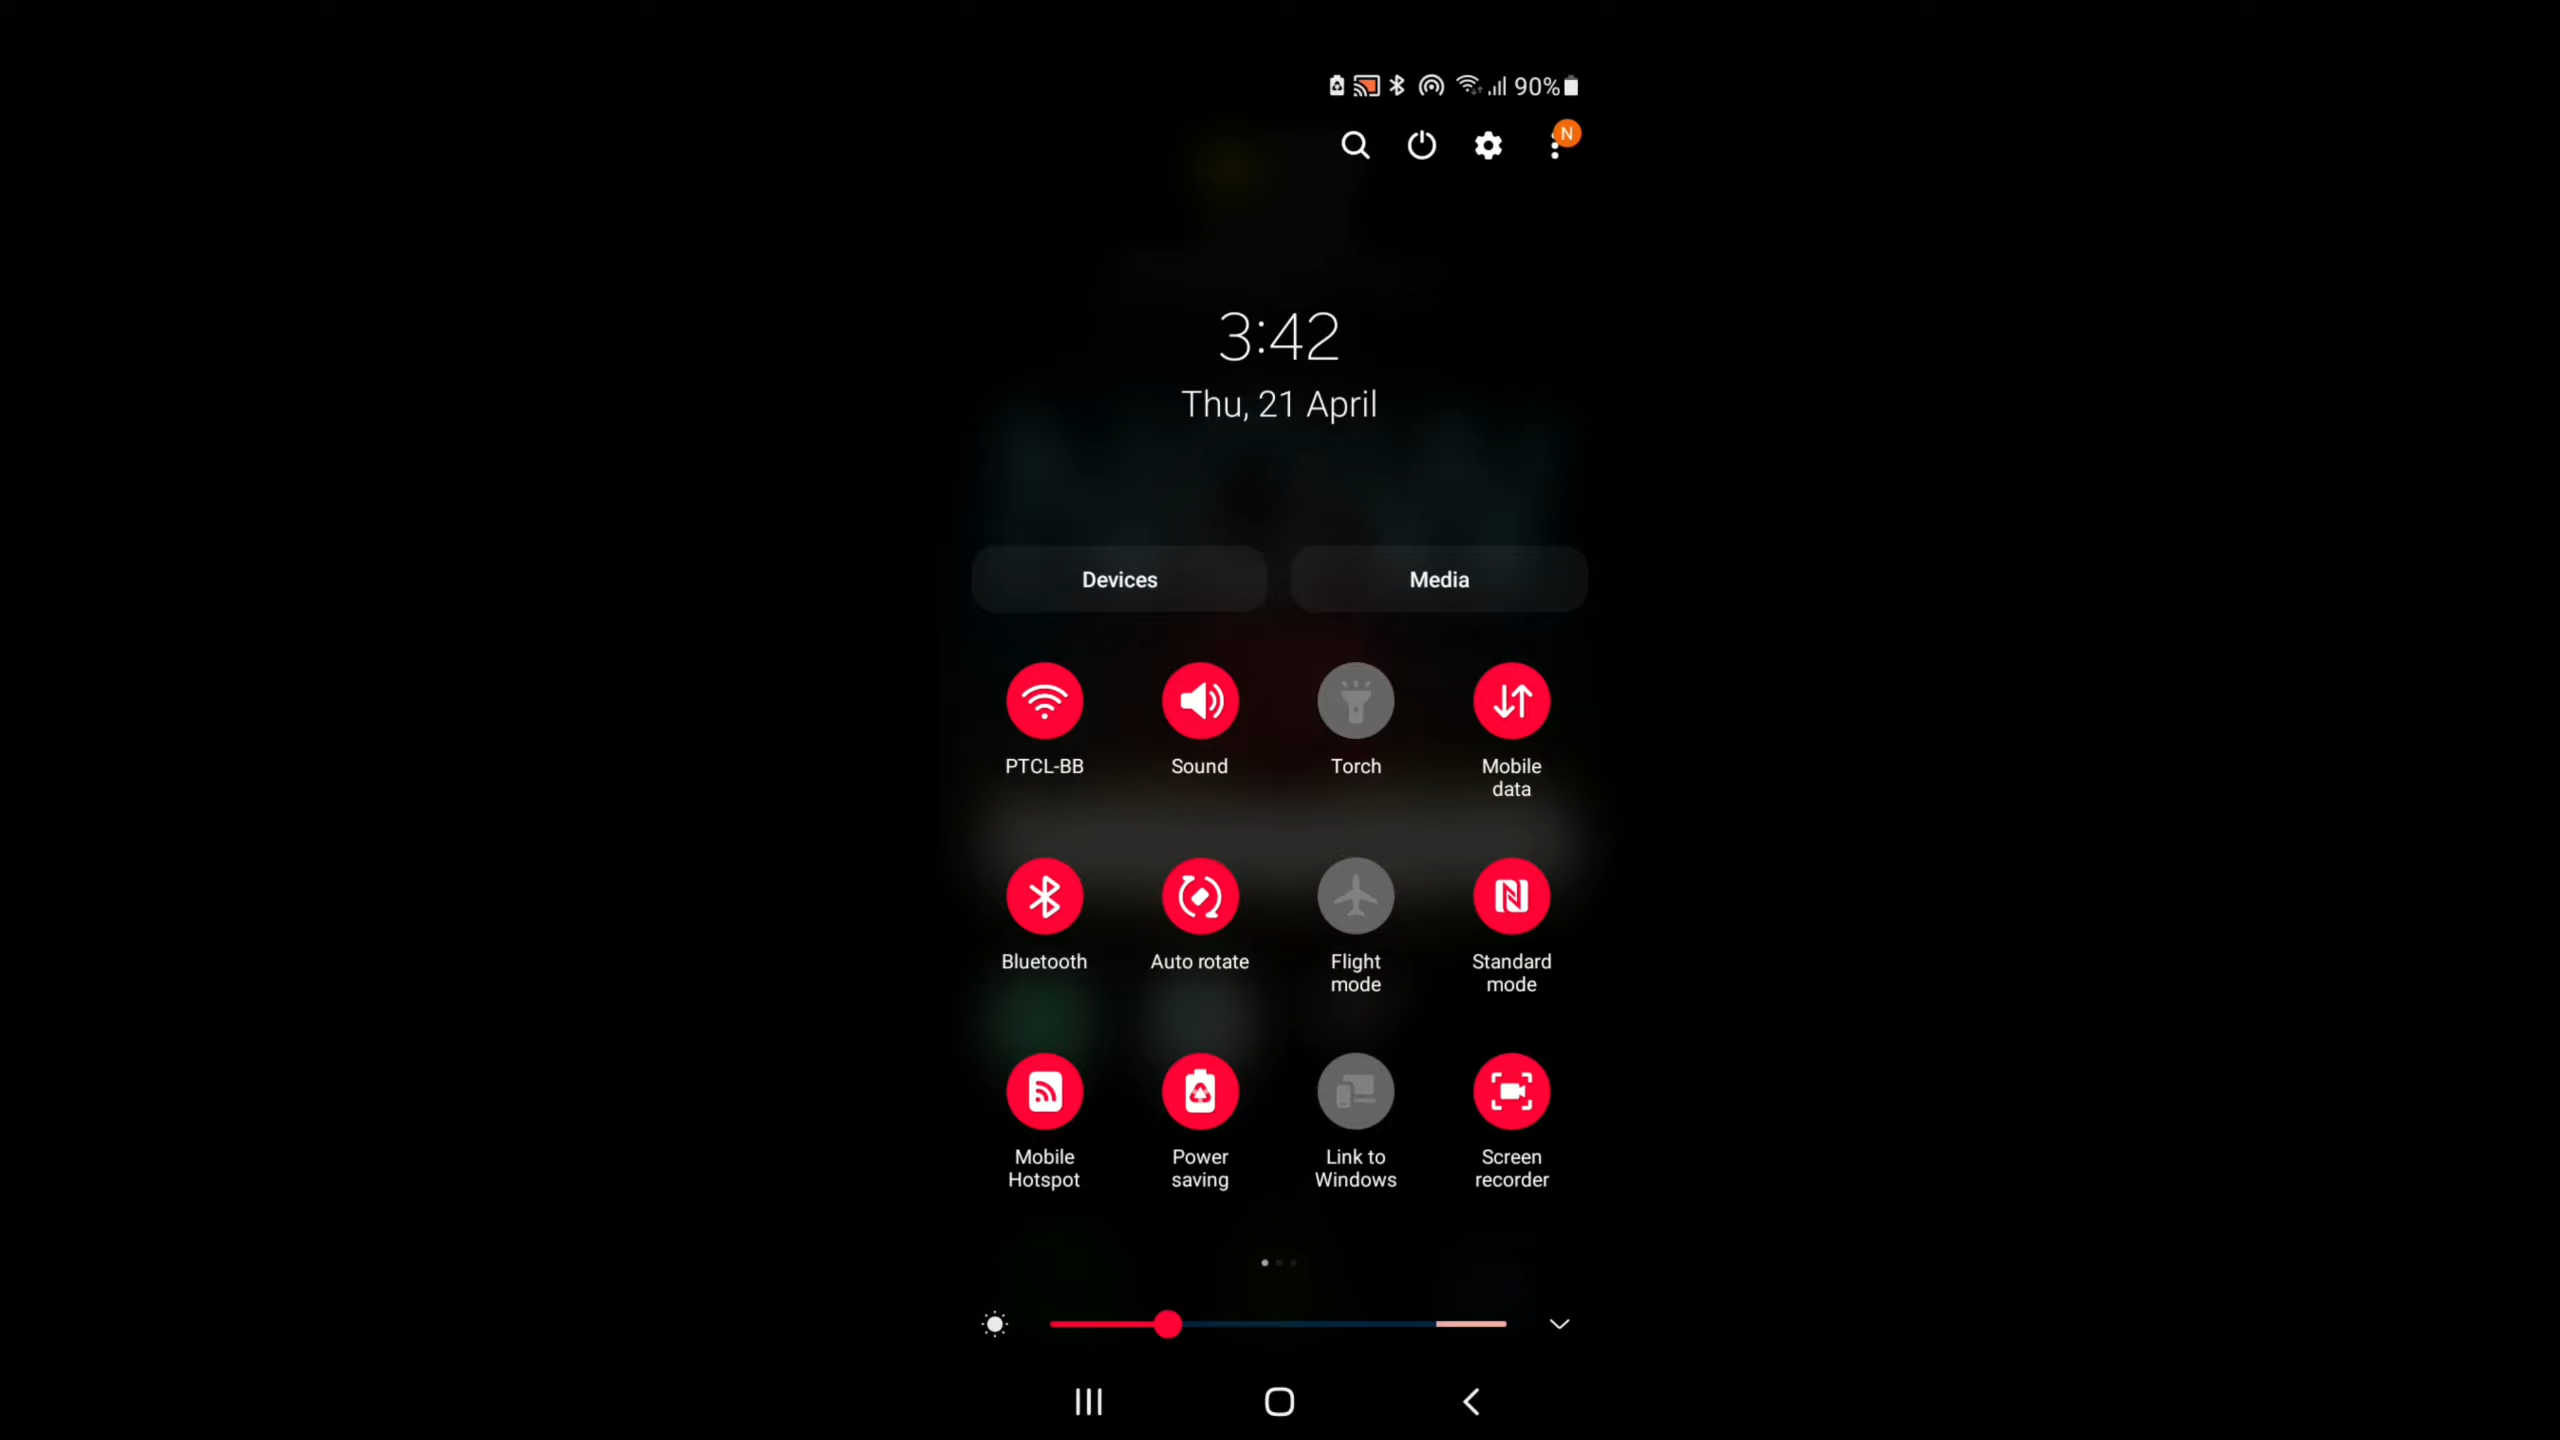 90%
N
3:42
Thu, 21 April
Devices
Media
PTCL-BB
Sound
Torch
Mobile
data
Bluetooth
Auto rotate
Flight
mode
Standard
mode
Mobile
Hotspot
Power
saving
Link to
Windows
Screen
recorder